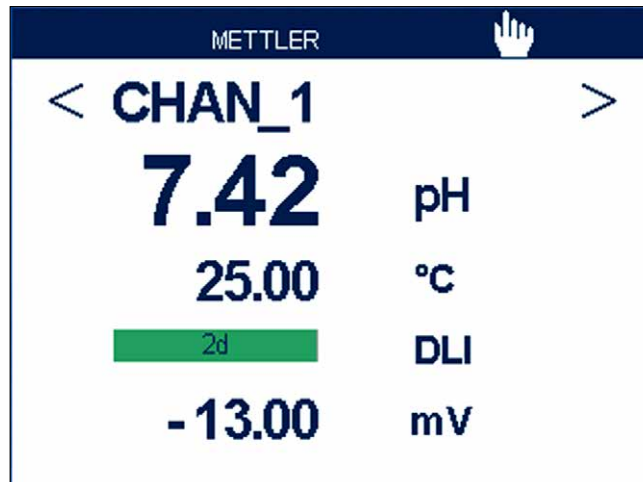 METTLER
< CHAN_1 >
7.42 pH
25.00 °C
2d DLI
- 13.00 mV